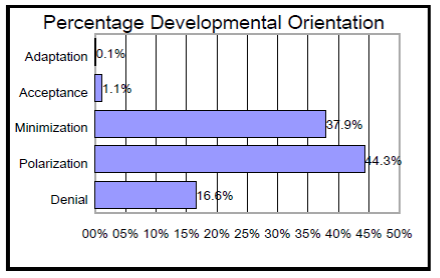 Percentage Developmental Orientation
Adaptation 0.1%
Acceptance 1.1%
Minimization 37.9%
Polarization 44.3%
Denial 16.6%
00% 05% 10% 15% 20% 25% 30% 35% 40% 45% 50%